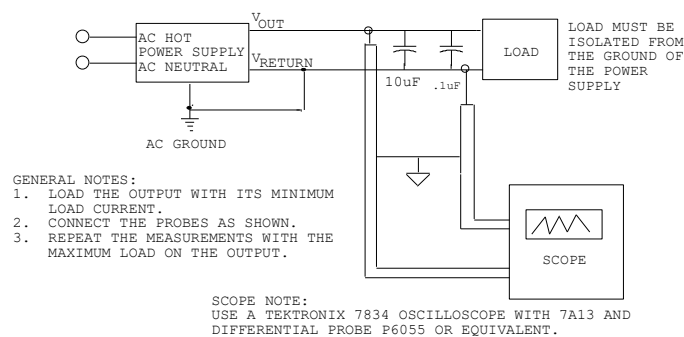 V OUT
AC HOT
POWER SUPPLY
AC NEUTRAL
V RETURN
10uF
.1uF
LOAD
LOAD MUST BE
ISOLATED FROM
THE GROUND OF
THE POWER
SUPPLY
AC GROUND
GENERAL NOTES:
1. LOAD THE OUTPUT WITH ITS MINIMUM
LOAD CURRENT.
2. CONNECT THE PROBES AS SHOWN.
3. REPEAT THE MEASUREMENTS WITH THE
MAXIMUM LOAD ON THE OUTPUT.
SCOPE
SCOPE NOTE:
USE A TEKTRONIX 7834 OSCILLOSCOPE WITH 7A13 AND
DIFFERENTIAL PROBE P6055 OR EQUIVALENT.